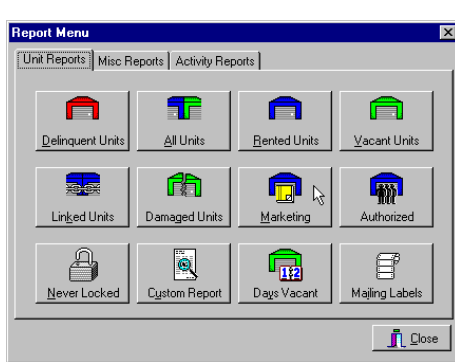 Report Menu
Unit Reports Misc Reports Activity Reports
Delinquent Units All Units Rented Units Vacant Units
Linked Units Damaged Units Marketing Authorized
Never Locked Custom Report Days Vacant Mailing Labels
Close